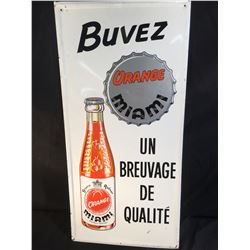 BUVEZ
ORANGE
MIAMI
UN
BREUVAGE
DE
QUALITÉ
ORANGE
MIAMI